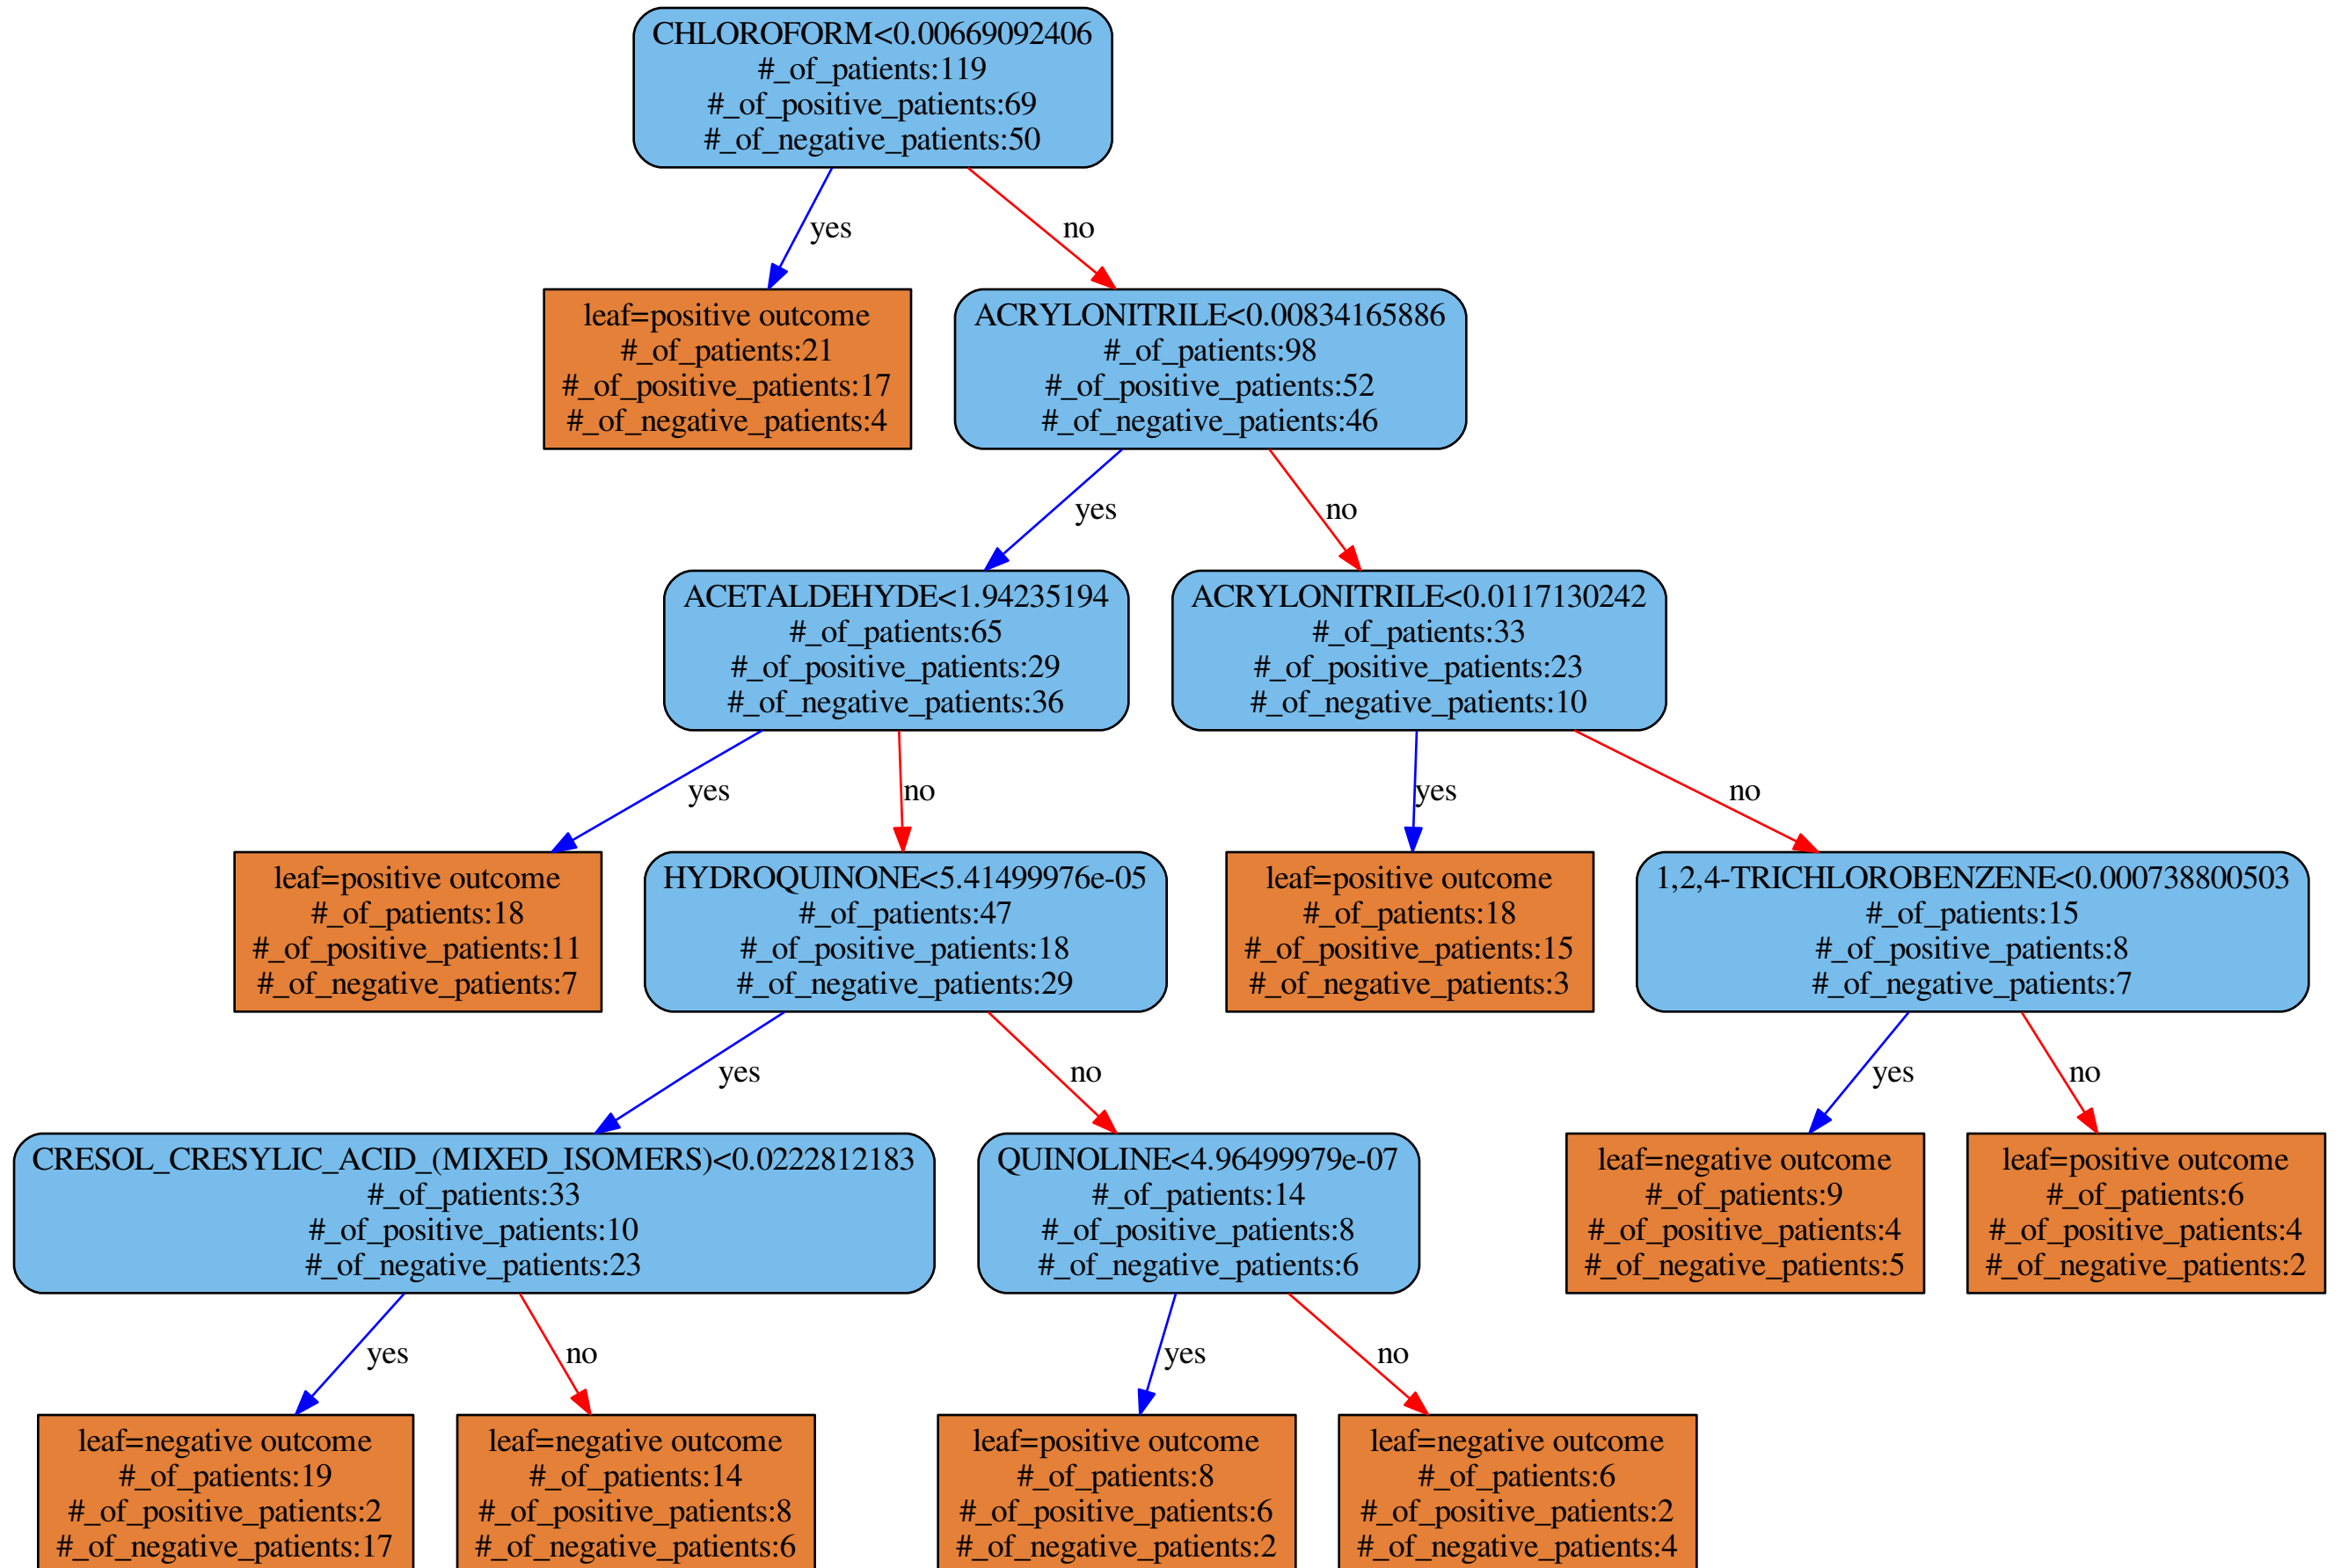 CHLOROFORM<0.00669092406
#_of_patients:119
#_of_positive_patients:69
#_of_negative_patients:50
yes
no
leaf=positive outcome
#_of_patients:21
#_of_positive_patients:17
#_of_negative_patients:4
ACRYLONITRILE<0.00834165886
#_of_patients:98
#_of_positive_patients:52
#_of_negative_patients:46
yes
no
ACETALDEHYDE<1.94235194
#_of_patients:65
#_of_positive_patients:29
#_of_negative_patients:36
ACRYLONITRILE<0.0117130242
#_of_patients:33
#_of_positive_patients:23
#_of_negative_patients:10
yes
no
yes
no
leaf=positive outcome
#_of_patients:18
#_of_positive_patients:11
#_of_negative_patients:7
HYDROQUINONE<5.41499976e-05
#_of_patients:47
#_of_positive_patients:18
#_of_negative_patients:29
leaf=positive outcome
#_of_patients:18
#_of_positive_patients:15
#_of_negative_patients:3
1,2,4-TRICHLOROBENZENE<0.000738800503
#_of_patients:15
#_of_positive_patients:8
#_of_negative_patients:7
yes
no
yes
no
CRESOL_CRESYLIC_ACID_(MIXED_ISOMERS)<0.0222812183
#_of_patients:33
#_of_positive_patients:10
#_of_negative_patients:23
QUINOLINE<4.96499979e-07
#_of_patients:14
#_of_positive_patients:8
#_of_negative_patients:6
leaf=negative outcome
#_of_patients:9
#_of_positive_patients:4
#_of_negative_patients:5
leaf=positive outcome
#_of_patients:6
#_of_positive_patients:4
#_of_negative_patients:2
yes
no
yes
no
leaf=negative outcome
#_of_patients:19
#_of_positive_patients:2
#_of_negative_patients:17
leaf=negative outcome
#_of_patients:14
#_of_positive_patients:8
#_of_negative_patients:6
leaf=positive outcome
#_of_patients:8
#_of_positive_patients:6
#_of_negative_patients:2
leaf=negative outcome
#_of_patients:6
#_of_positive_patients:2
#_of_negative_patients:4